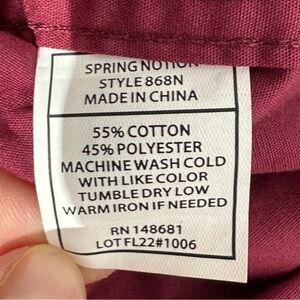 SPRING NOTION
STYLE 868N
MADE IN CHINA
55% COTTON
45% POLYESTER
MACHINE WASH COLD
WITH LIKE COLOR
TUMBLE DRY LOW
WARM IRON IF NEEDED
RN 148681
LOT FL22#1006